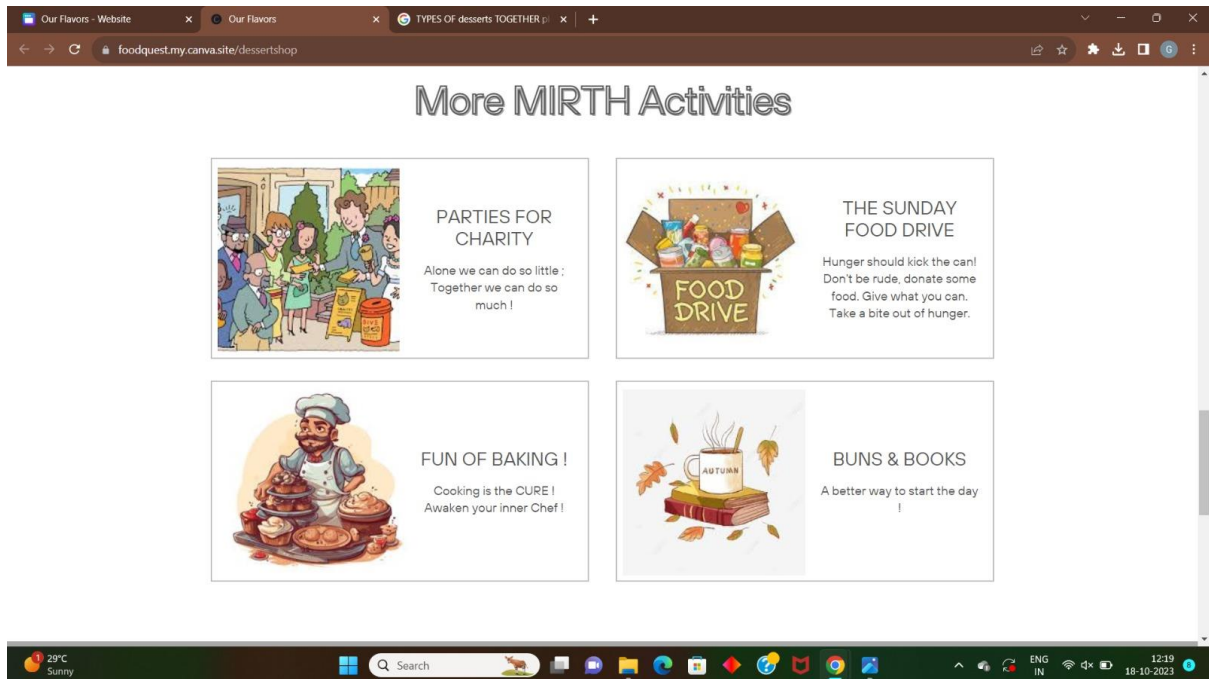 Our Flavors - Website
Our Flavors
TYPES OF desserts TOGETHER
foodquest.my.canva.site/dessertshop
G
More MIRTH Activities
PARTIES FOR
CHARITY
Alone we can do so little ;
Together we can do so
much !
GIVE
THE SUNDAY
FOOD DRIVE
Hunger should kick the can!
Don't be rude, donate some
food. Give what you can.
Take a bite out of hunger.
FOOD
DRIVE
FUN OF BAKING !
Cooking is the CURE !
Awaken your inner Chef !
AUTUMN
BUNS & BOOKS
A better way to start the day
!
1
29°C
Sunny
Search
ENG
IN
12:19
18-10-2023
8